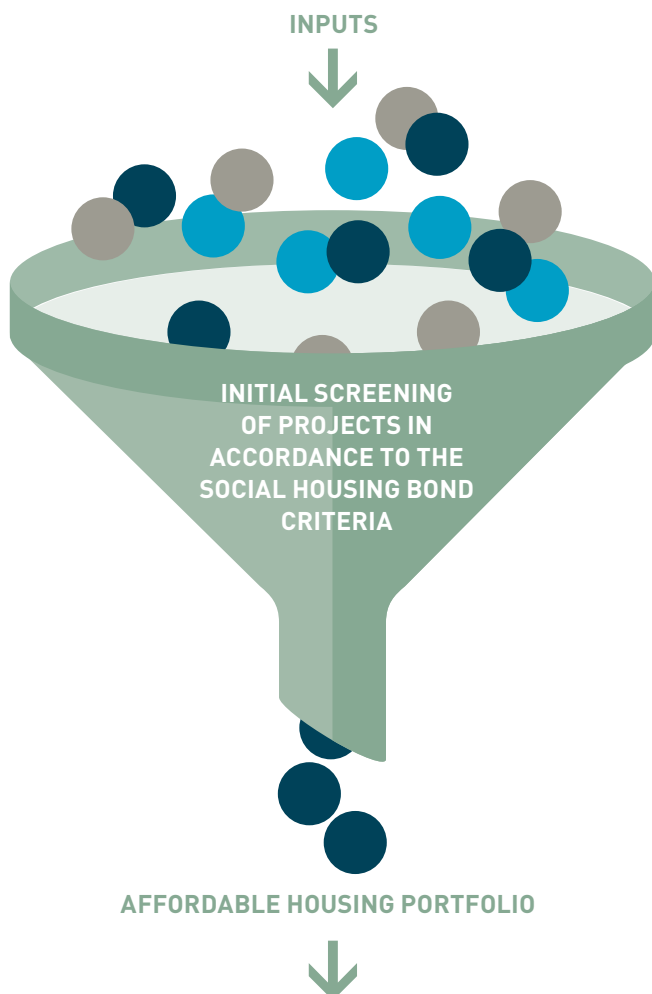 INPUTS
INITIAL SCREENING
OF PROJECTS IN
ACCORDANCE TO THE
SOCIAL HOUSING BOND
CRITERIA
AFFORDABLE HOUSING PORTFOLIO